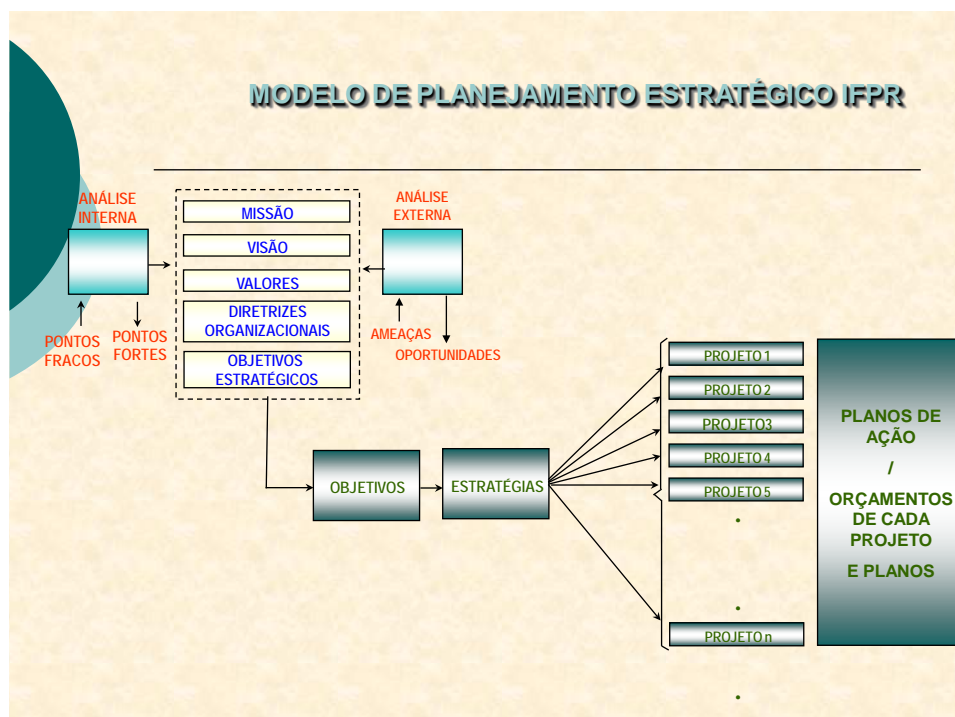 MODELO DE PLANEJAMENTO ESTRATÉGICO IFPR
ANÁLISE
INTERNA
PONTOS
FRACOS
PONTOS
FORTES
MISSÃO
VISÃO
VALORES
DIRETRIZES
ORGANIZACIONAIS
OBJETIVOS
ESTRATÉGICOS
ANÁLISE
EXTERNA
AMEAÇAS
OPORTUNIDADES
OBJETIVOS
ESTRATÉGIAS
PROJETO 1
PROJETO 2
PROJETO3
PROJETO 4
PROJETO 5
.
.
PROJETO n
.
PLANOS DE
AÇÃO
/
ORÇAMENTOS
DE CADA
PROJETO
E PLANOS